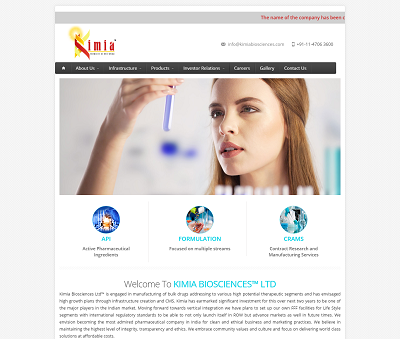 The name of the company has been c
Kimia
info@kimiabiosciences.com +91-11-4706 3600
About Us Infrastructure Products Investor Relations Careers Gallery Contact Us
API FORMULATION CRAMS
Active Pharmaceutical Ingredients Focused on multiple streams Contract Research and Manufacturing Services
Welcome To KIMIA BIOSCIENCES™ LTD
Kimia Biosciences Ltd™ is engaged in manufacturing of bulk drugs addressing to various high potential therapeutic segments and has envisaged
high growth plans through infrastructure creation and CMS. Kimia has earmarked significant investment for this over next two years to be one of
the major players in the Indian market. Moving forward towards vertical integration we have plans to set up our own FFF facilities for Life Style
segments with international regulatory standards to be able to not only launch itself in ROW but advance markets as well in future times. We
envision becoming the most admired pharmaceutical company in India for clean and ethical business and marketing practices. We believe in
maintaining the highest level of integrity, transparency and ethics. We embrace community values and culture and focus on delivering world class
solutions at affordable costs.